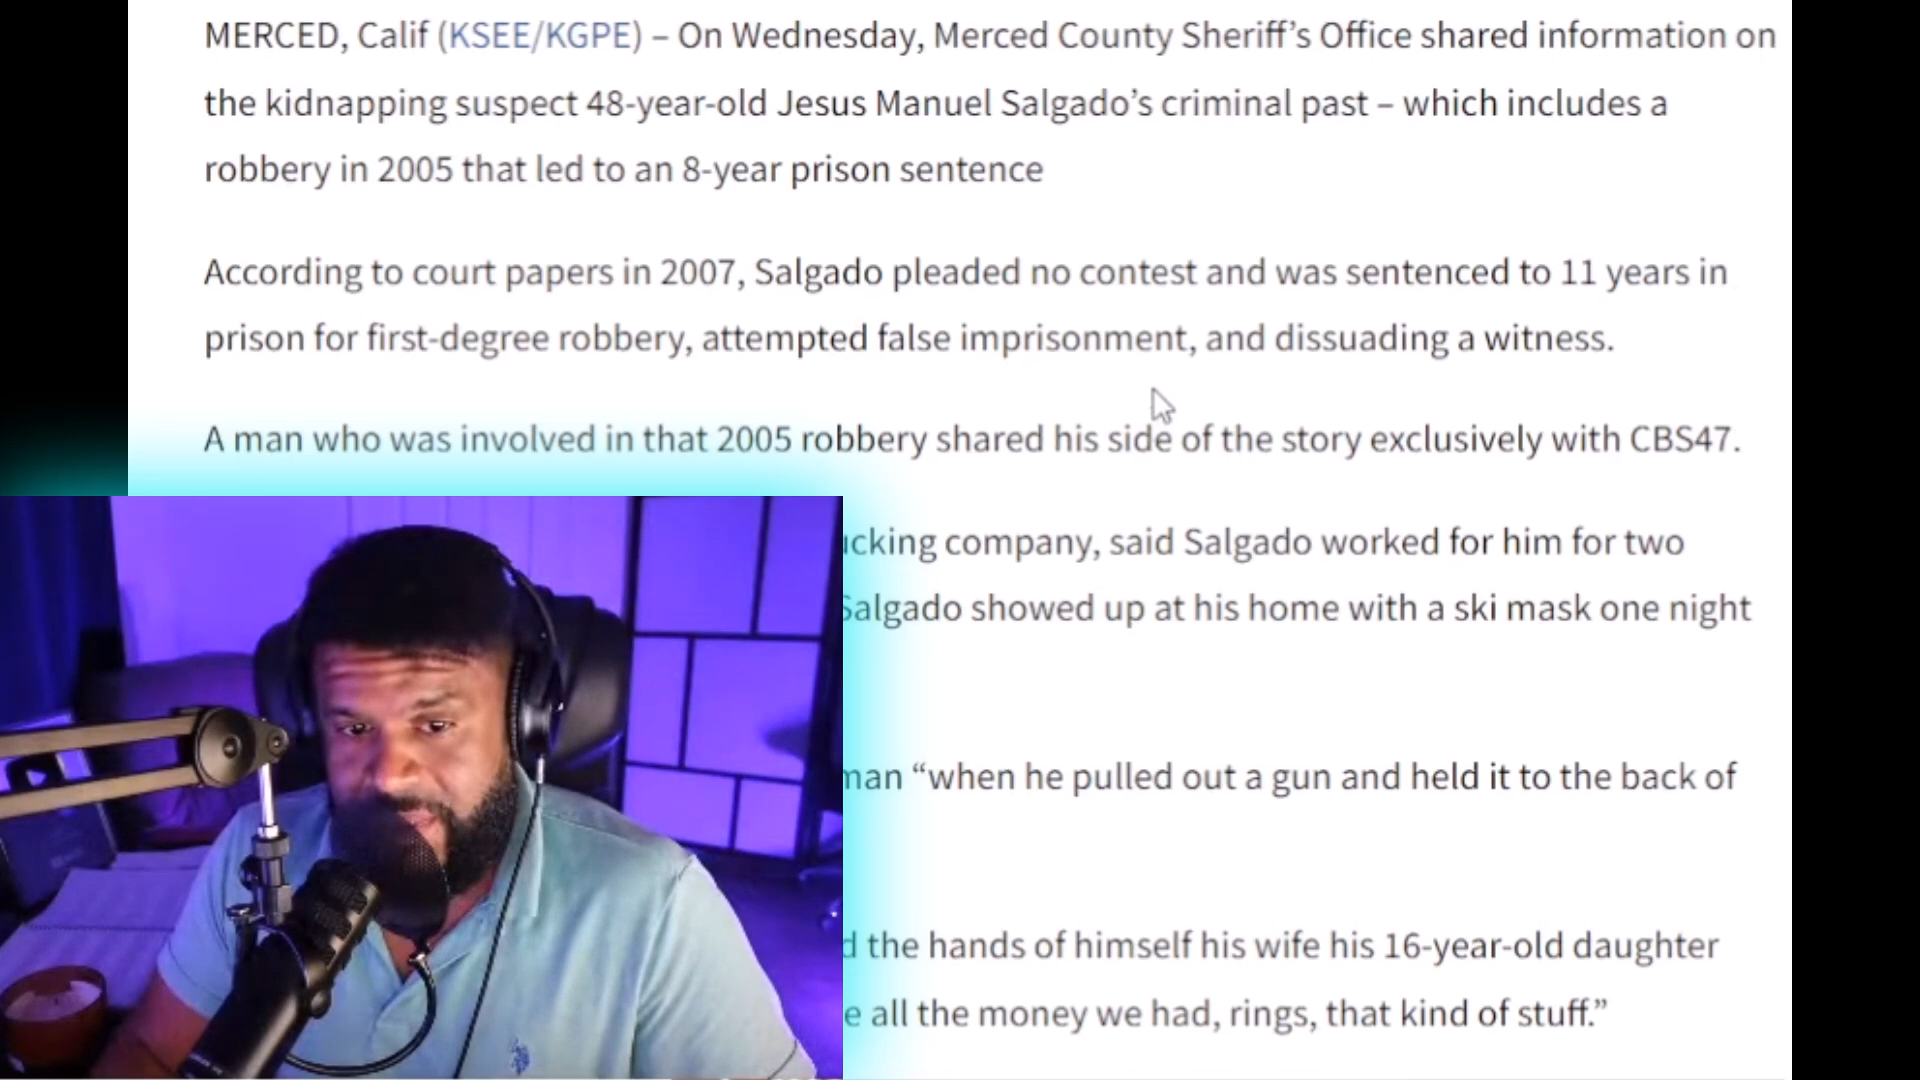 MERCED, Calif (KSEE/KGPE) – On Wednesday, Merced County Sheriff’s Office shared information on
the kidnapping suspect 48-year-old Jesus Manuel Salgado’s criminal past – which includes a
robbery in 2005 that led to an 8-year prison sentence
According to court papers in 2007, Salgado pleaded no contest and was sentenced to 11 years in
prison for first-degree robbery, attempted false imprisonment, and dissuading a witness.
A man who was involved in that 2005 robbery shared his side of the story exclusively with CBS47.
company, said Salgado worked for him for two
Salgado showed up at his home with a ski mask one night
“when he pulled out a gun and held it to the back of
the hands of himself his wife his 16-year-old daughter
all the money we had, rings, that kind of stuff.”